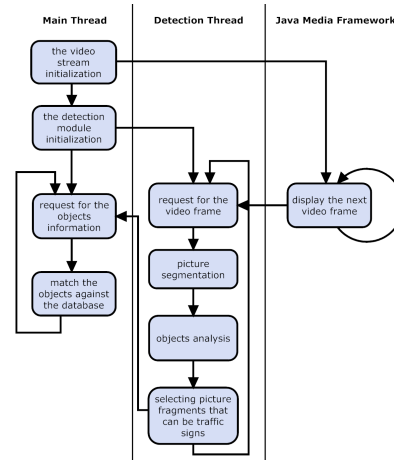 Main Thread
Detection Thread
Java Media Framework
the video
stream
initialization
the detection
module
initialization
request for the
objects
information
request for the
video frame
display the next
video frame
match the
objects against
the database
picture
segmentation
objects analysis
selecting picture
fragments that
can be traffic
signs